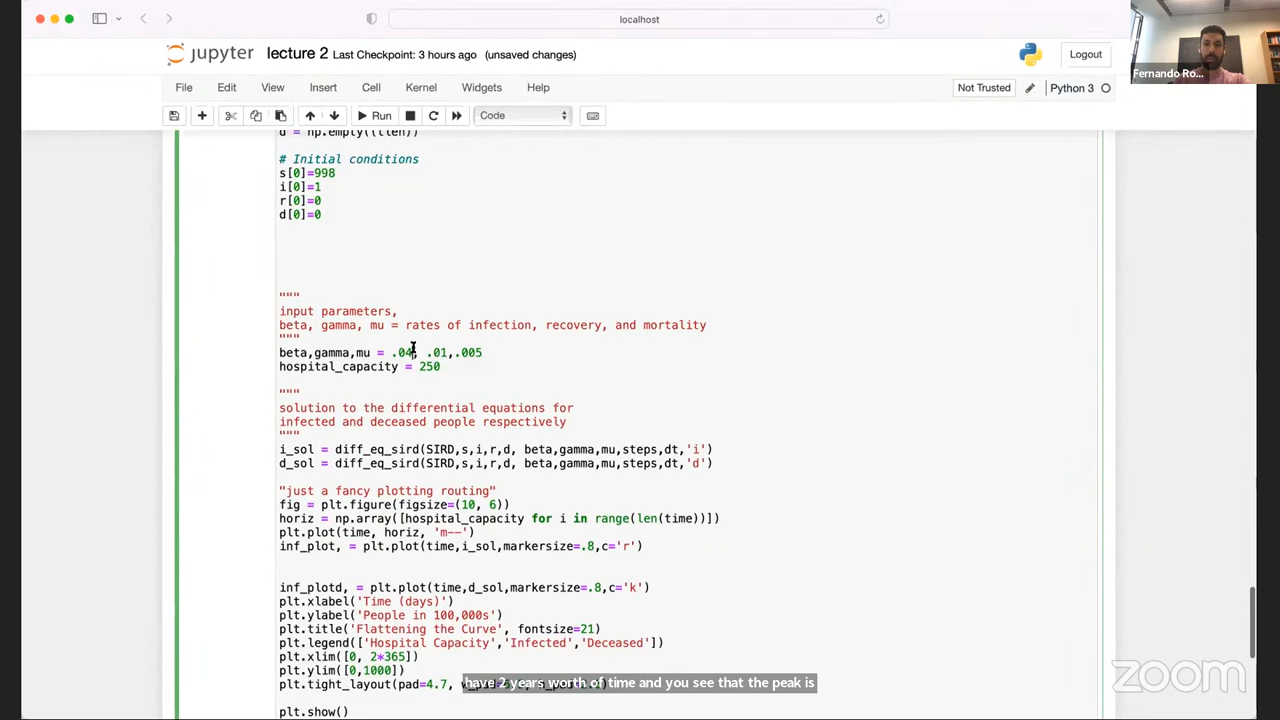 localhost
Fernando Ro...
jupyter lecture 2 Last Checkpoint: 3 hours ago (unsaved changes)
Logout
File Edit View Insert Cell Kernel Widgets Help
Not Trusted Python 3
Run Code
d = np.empty((tlen))
# Initial conditions
s[0]=998
i[0]=1
r[0]=0
d[0]=0
"""
input parameters,
beta, gamma, mu = rates of infection, recovery, and mortality
"""
beta,gamma,mu = .04, .01,.005
hospital_capacity = 250
"""
solution to the differential equations for
infected and deceased people respectively
"""
i_sol = diff_eq_sird(SIRD,s,i,r,d, beta,gamma,mu,steps,dt,'i')
d_sol = diff_eq_sird(SIRD,s,i,r,d, beta,gamma,mu,steps,dt,'d')
"just a fancy plotting routing"
fig = plt.figure(figsize=(10, 6))
horiz = np.array([hospital_capacity for i in range(len(time))])
plt.plot(time, horiz, 'm--')
inf_plot, = plt.plot(time,i_sol,markersize=.8,c='r')
inf_plotd, = plt.plot(time,d_sol,markersize=.8,c='k')
plt.xlabel('Time (days)')
plt.ylabel('People in 100,000s')
plt.title('Flattening the Curve', fontsize=21)
plt.legend(['Hospital Capacity','Infected','Deceased'])
plt.xlim([0, 2*365])
plt.ylim([0,1000])
plt.tight_layout(pad=4.7,
have 2 years worth of time and you see that the peak is
plt.show()
zoom